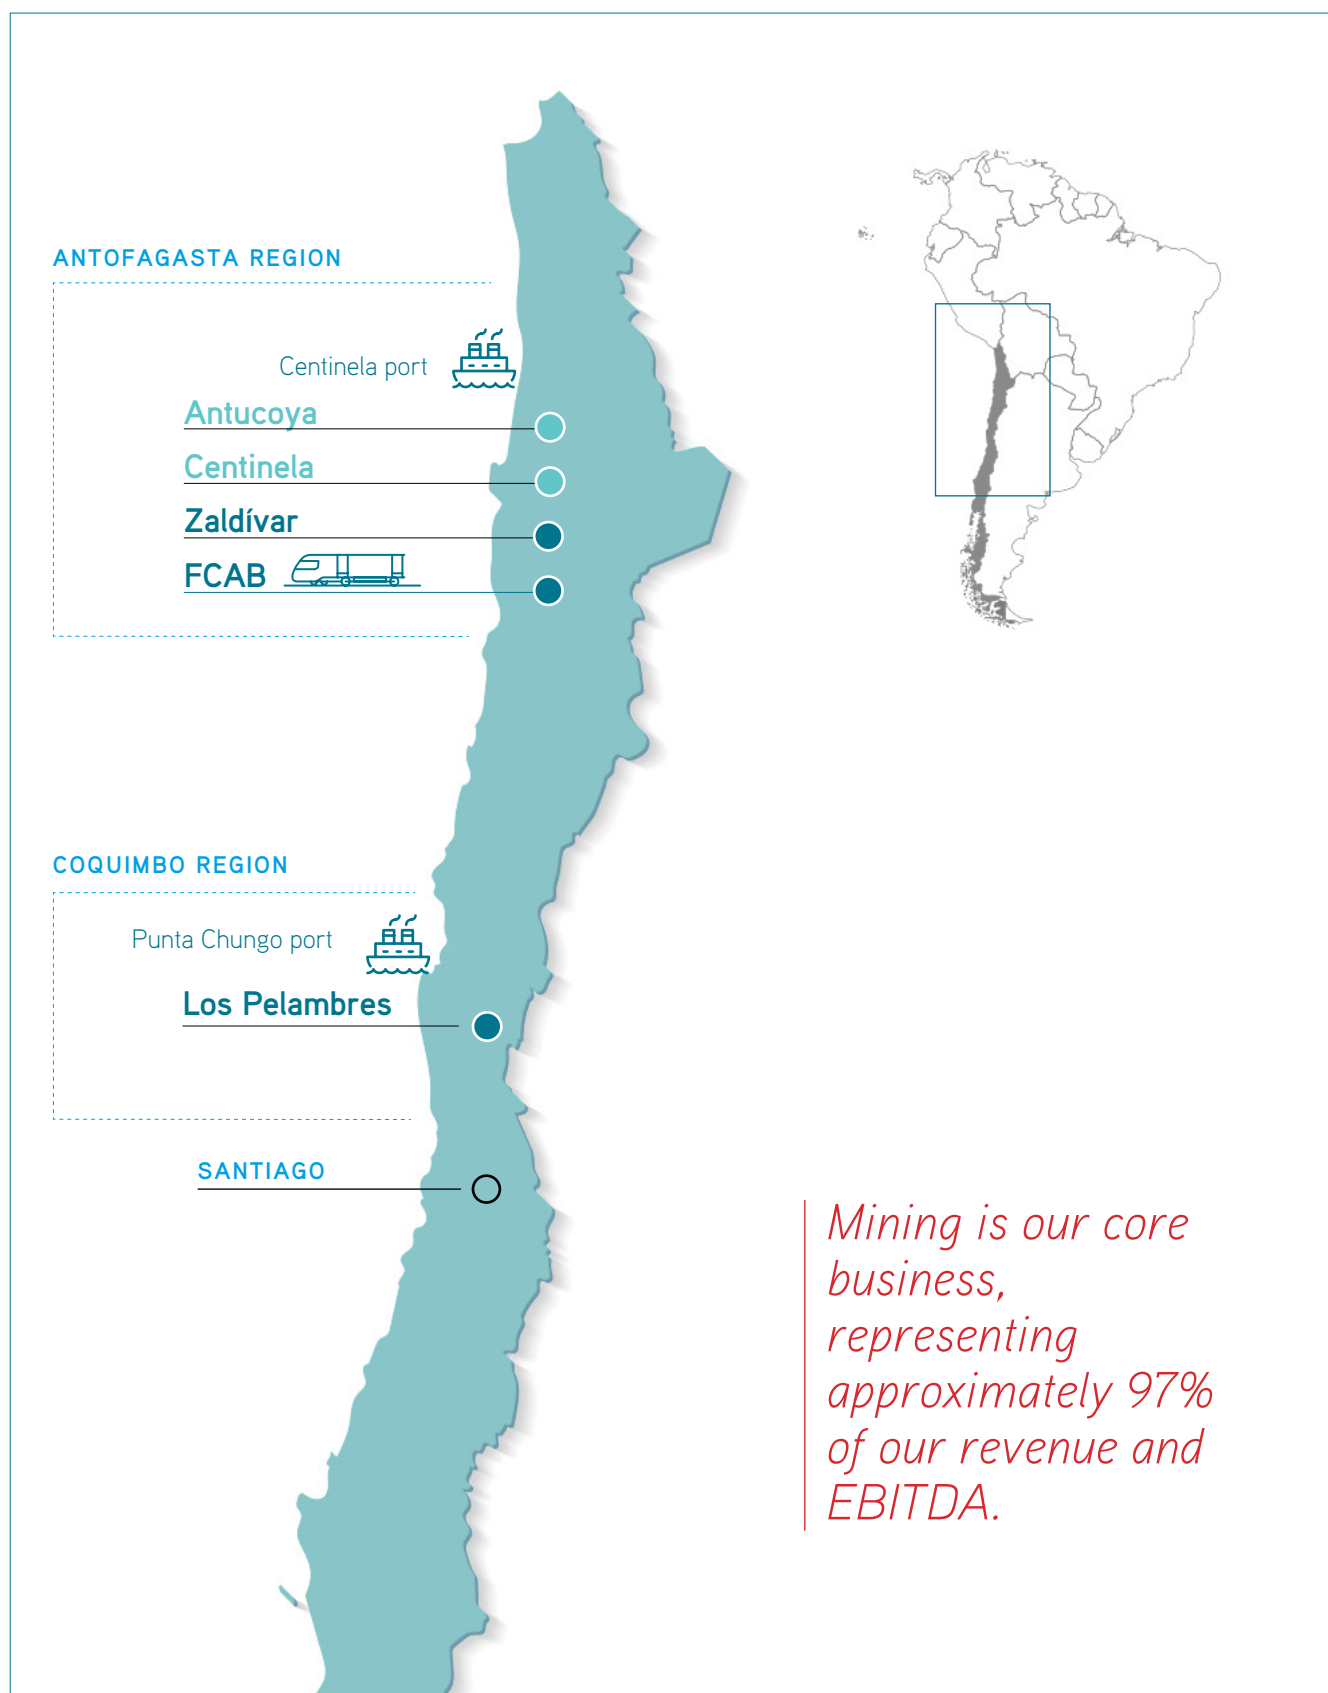 ANTOFAGASTA REGION
Centinela port
Antucoya
Centinela
Zaldívar
FCAB
COQUIMBO REGION
Punta Chungo port
Los Pelambres
SANTIAGO
Mining is our core
business,
representing
approximately 97%
of our revenue and
EBITDA.